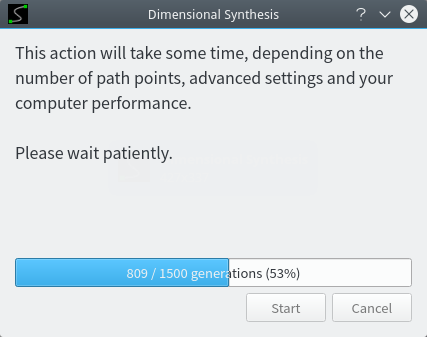 Dimensional Synthesis
?
This action will take some time, depending on the
number of path points, advanced settings and your
computer performance.
Please wait patiently.
809 / 1500 generations (53%)
Start
Cancel